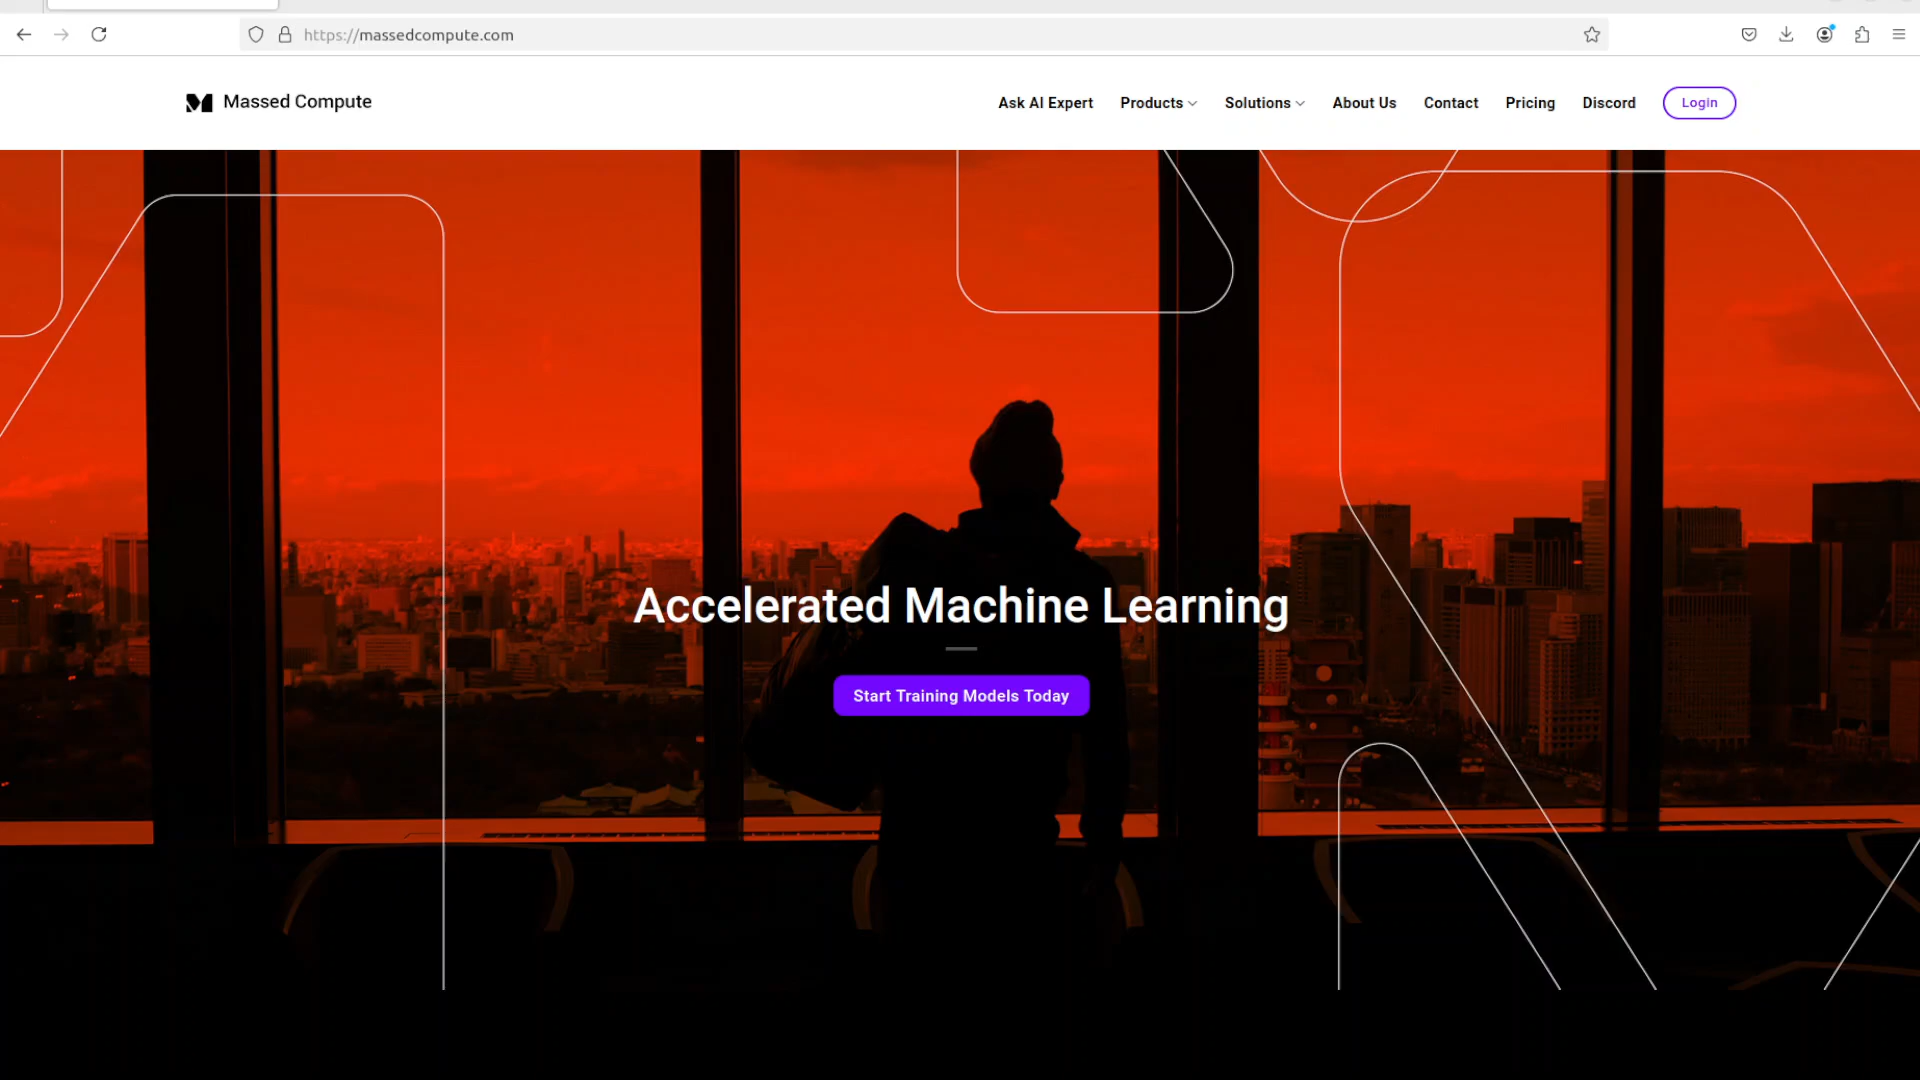 https://massedcompute.com
Massed Compute
Ask AI Expert
Products
Solutions
About Us
Contact
Pricing
Discord
Login
Accelerated Machine Learning
Start Training Models Today